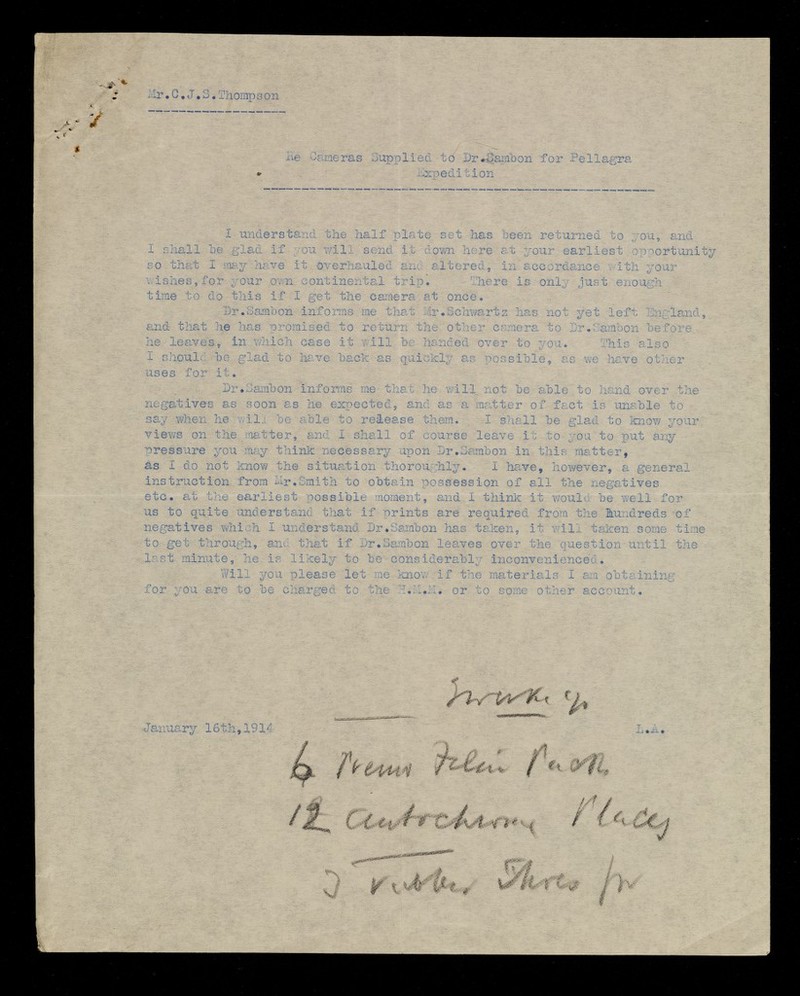 Mr.C.J.S.Thompson
Re Cameras Supplied to Dr.Sambon for Pellagra
Expedition
I understand the half plate set has been returned to you, and
I shall be glad if you will send it down here at your earliest opportunity
so that I may have it overhauled and altered, in accordance with your
wishes,for your own continental trip. There is only just enough
time to do this if I get the camera at once.
Dr.Sambon informs me that Mr.Schwartz has not yet left England,
and that he has promised to return the other camera to Dr.Sambon before
he leaves, in which case it will be handed over to you. This also
I should be glad to have back as quickly as possible, as we have other
uses for it.
Dr.Sambon informs me that he will not be able to hand over the
negatives as soon as he expected, and as a matter of fact is unable to
say when he will be able to release them. I shall be glad to know your
views on the matter, and I shall of course leave it to you to put any
pressure you may think necessary upon Dr.Sambon in this matter,
as I do not know the situation thoroughly. I have, however, a general
instruction from Mr.Smith to obtain possession of all the negatives
etc. at the earliest possible moment, and I think it would be well for
us to quite understand that if prints are required from the hundreds of
negatives which I understand Dr.Sambon has taken, it will taken some time
to get through, and that if Dr.Sambon leaves over the question until the
last minute, he is likely to be considerably inconvenienced.
Will you please let me know if the materials I am obtaining
for you are to be charged to the H.M.M. or to some other account.
January 16th,1914
L.A.
6 Premo Film Packs
12 autochrome Plates
rubber